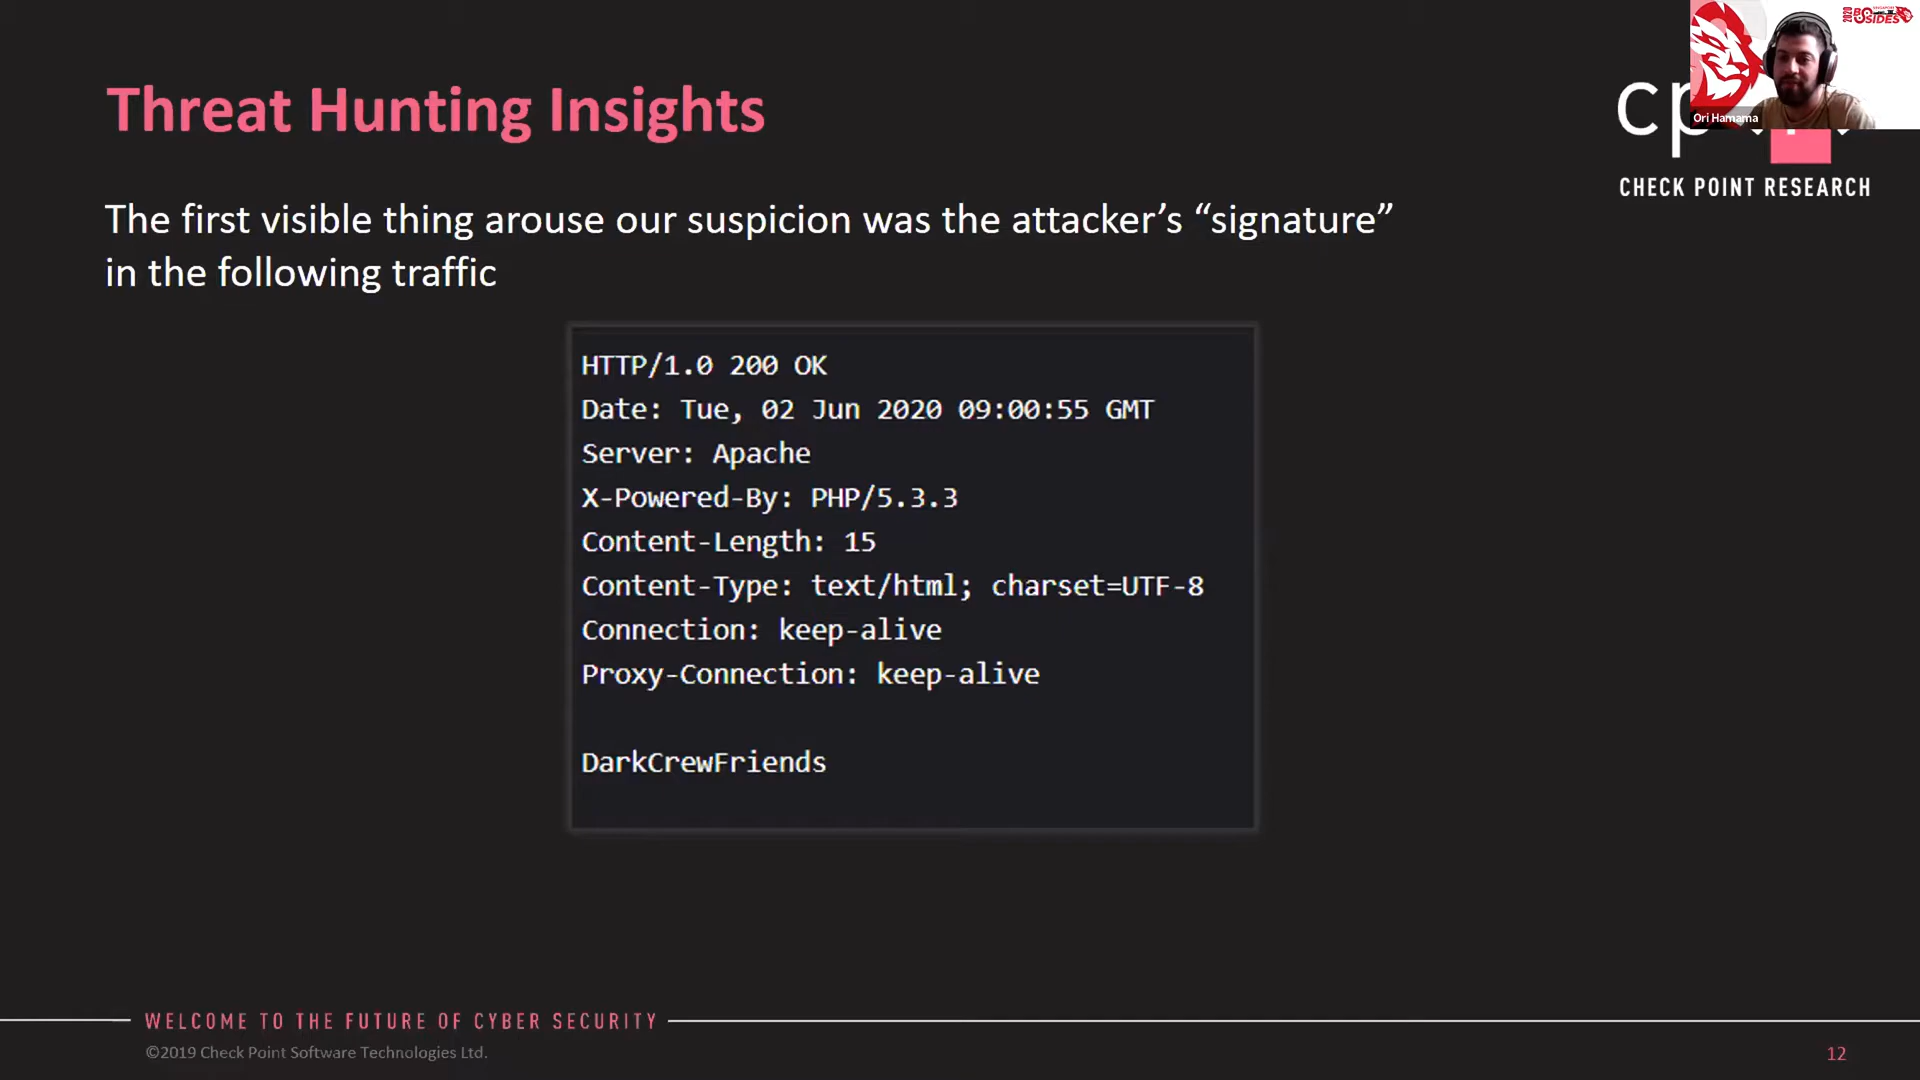 Threat Hunting Insights
The first visible thing arouse our suspicion was the attacker’s “signature”
in the following traffic
HTTP/1.0 200 OK
Date: Tue, 02 Jun 2020 09:00:55 GMT
Server: Apache
X-Powered-By: PHP/5.3.3
Content-Length: 15
Content-Type: text/html; charset=UTF-8
Connection: keep-alive
Proxy-Connection: keep-alive
DarkCrewFriends
2020
BSIDES
Ori Hamama
CHECK POINT RESEARCH
WELCOME TO THE FUTURE OF CYBER SECURITY
©2019 Check Point Software Technologies Ltd.
12